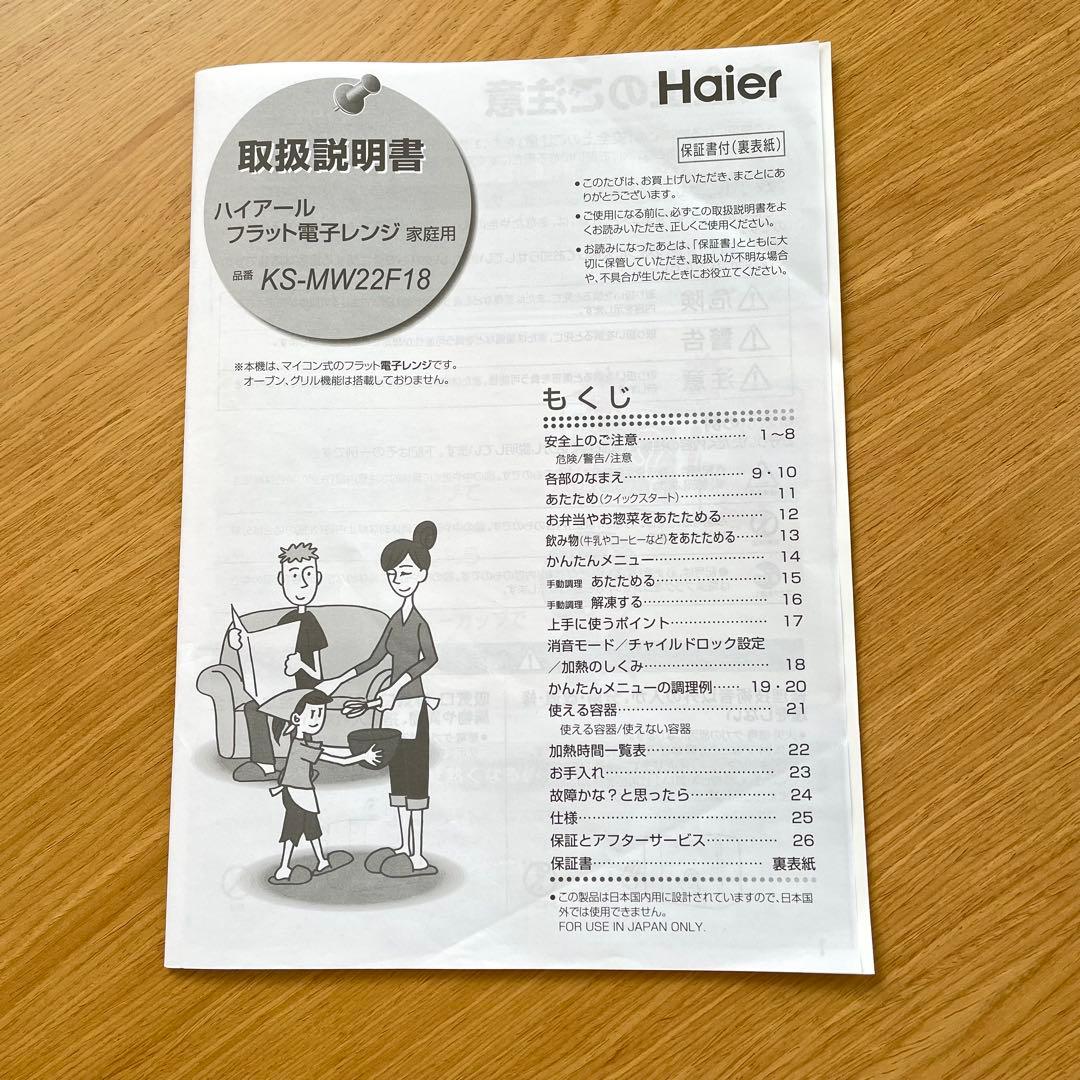 Haier
取扱説明書
ハイアール
フラット電子レンジ 家庭用
品番 KS-MW22F18
※本機は、マイコン式のフラット電子レンジです。
オーブン、グリル機能は搭載しておりません。
保証書付(裏表紙)
●このたびは、お買上げいただき、まことにあ
りがとうございます。
●ご使用になる前に、必ずこの取扱説明書をよ
くお読みいただき、正しくご使用ください。
●お読みになったあとは、「保証書」とともに大
切に保管していただき、取扱いが不明な場合
や、不具合が生じたときにお役立てください。
もくじ
安全上のご注意…………………… 1〜8
危険/警告/注意
各部のなまえ…………………… 9・10
あたため(クイックスタート)……………… 11
お弁当やお惣菜をあたためる……… 12
飲み物(牛乳やコーヒーなど)をあたためる…… 13
かんたんメニュー…………………… 14
手動調理 あたためる…………………… 15
手動調理 解凍する……………………… 16
上手に使うポイント………………… 17
消音モード/チャイルドロック設定
/加熱のしくみ……………………… 18
かんたんメニューの調理例…… 19・20
使える容器…………………………… 21
使える容器/使えない容器
加熱時間一覧表……………………… 22
お手入れ……………………………… 23
故障かな?と思ったら……………… 24
仕様…………………………………… 25
保証とアフターサービス…………… 26
保証書……………………………… 裏表紙
●この製品は日本国内用に設計されていますので、日本国
外では使用できません。
FOR USE IN JAPAN ONLY.